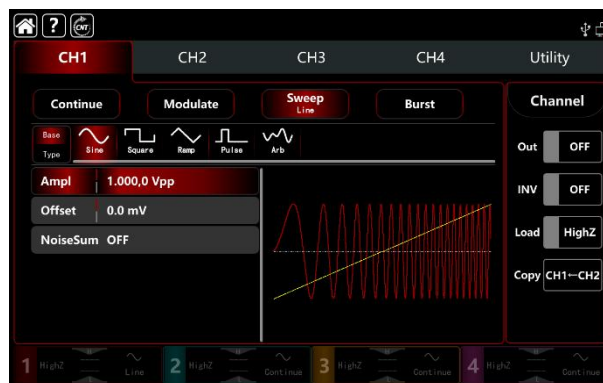 ? CNT
CH1 CH2 CH3 CH4 Utility
Continue Modulate Sweep Line Burst Channel
Base Type Sine Square Ramp Pulse Arb
Out OFF
Ampl 1.000,0 Vpp
INV OFF
Offset 0.0 mV
Load HighZ
NoiseSum OFF
Copy CH1←CH2
1 HighZ Line 2 HighZ Continue 3 HighZ Continue 4 HighZ Continue